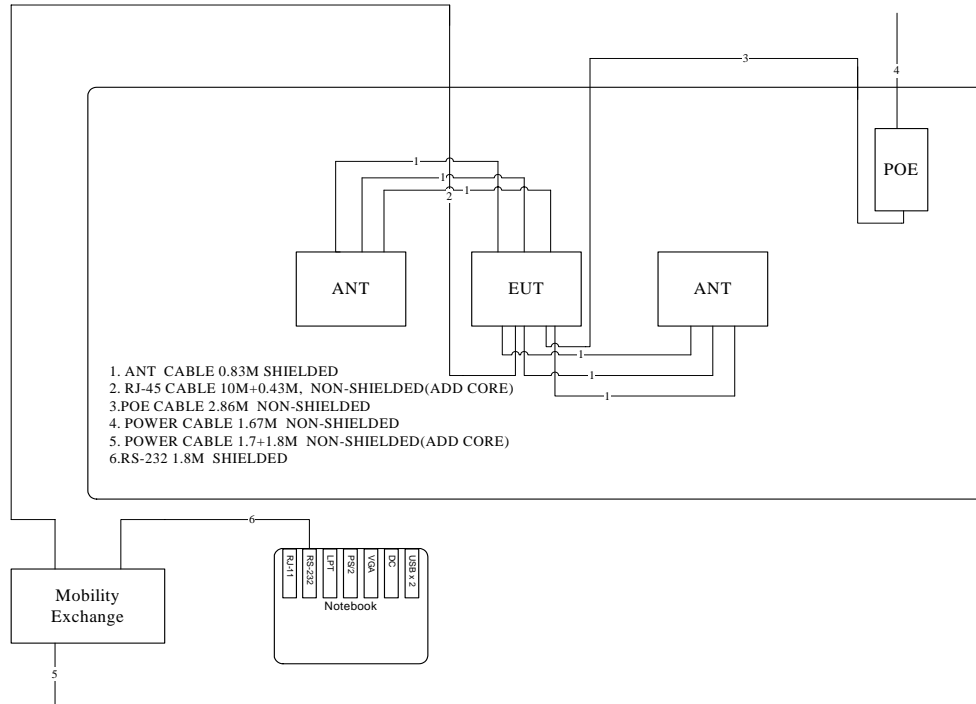 3
4
POE
1
1
1
2
ANT
EUT
ANT
1
1
1
1. ANT CABLE 0.83M SHIELDED
2. RJ-45 CABLE 10M+0.43M, NON-SHIELDED(ADD CORE)
3.POE CABLE 2.86M NON-SHIELDED
4. POWER CABLE 1.67M NON-SHIELDED
5. POWER CABLE 1.7+1.8M NON-SHIELDED(ADD CORE)
6.RS-232 1.8M SHIELDED
6
RJ-11
RS-232
LPT
PS/2
VGA
DC
USB x 2
Notebook
Mobility
Exchange
5